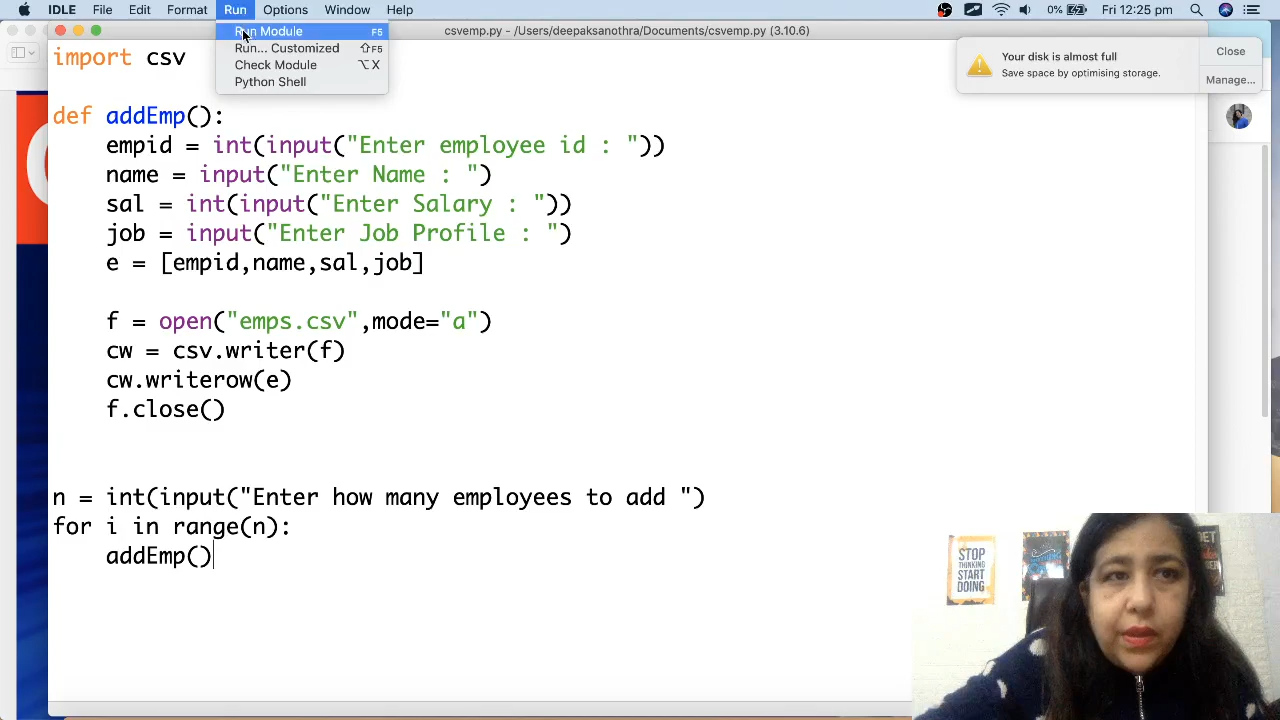 IDLE File Edit Format Run Options Window Help 0% Fri 12:25 pm
Run Module F5
Run... Customized ⇧F5
Check Module ⌥X
Python Shell
csvemp.py - /Users/deepaksanothra/Documents/csvemp.py (3.10.6)
Your disk is almost full
Save space by optimising storage.
Close
Manage...
import csv
def addEmp():
empid = int(input("Enter employee id : "))
name = input("Enter Name : ")
sal = int(input("Enter Salary : "))
job = input("Enter Job Profile : ")
e = [empid,name,sal,job]
f = open("emps.csv",mode="a")
cw = csv.writer(f)
cw.writerow(e)
f.close()
n = int(input("Enter how many employees to add ")
for i in range(n):
addEmp()
STOP
THINKING
START
DOING